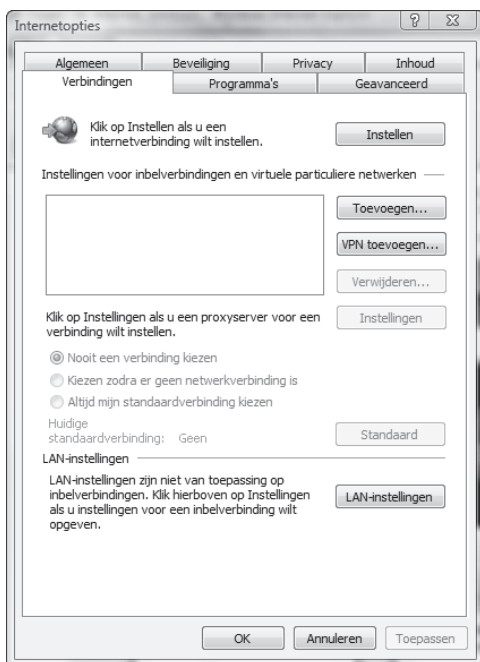 Internetopties
Algemeen Beveiliging Privacy Inhoud
Verbindingen Programma's Geavanceerd
Klik op Instellen als u een
internetverbinding wilt instellen.
Instellen
Instellingen voor inbelverbindingen en virtuele particuliere netwerken
Toevoegen...
VPN toevoegen...
Verwijderen...
Klik op Instellingen als u een proxyserver voor een
verbinding wilt instellen.
Instellingen
Nooit een verbinding kiezen
Kiezen zodra er geen netwerkverbinding is
Altijd mijn standaardverbinding kiezen
Huidige
standaardverbinding: Geen
Standaard
LAN-instellingen
LAN-instellingen zijn niet van toepassing op
inbelverbindingen. Klik hierboven op Instellingen
als u instellingen voor een inbelverbinding wilt
opgeven.
LAN-instellingen
OK Annuleren Toepassen